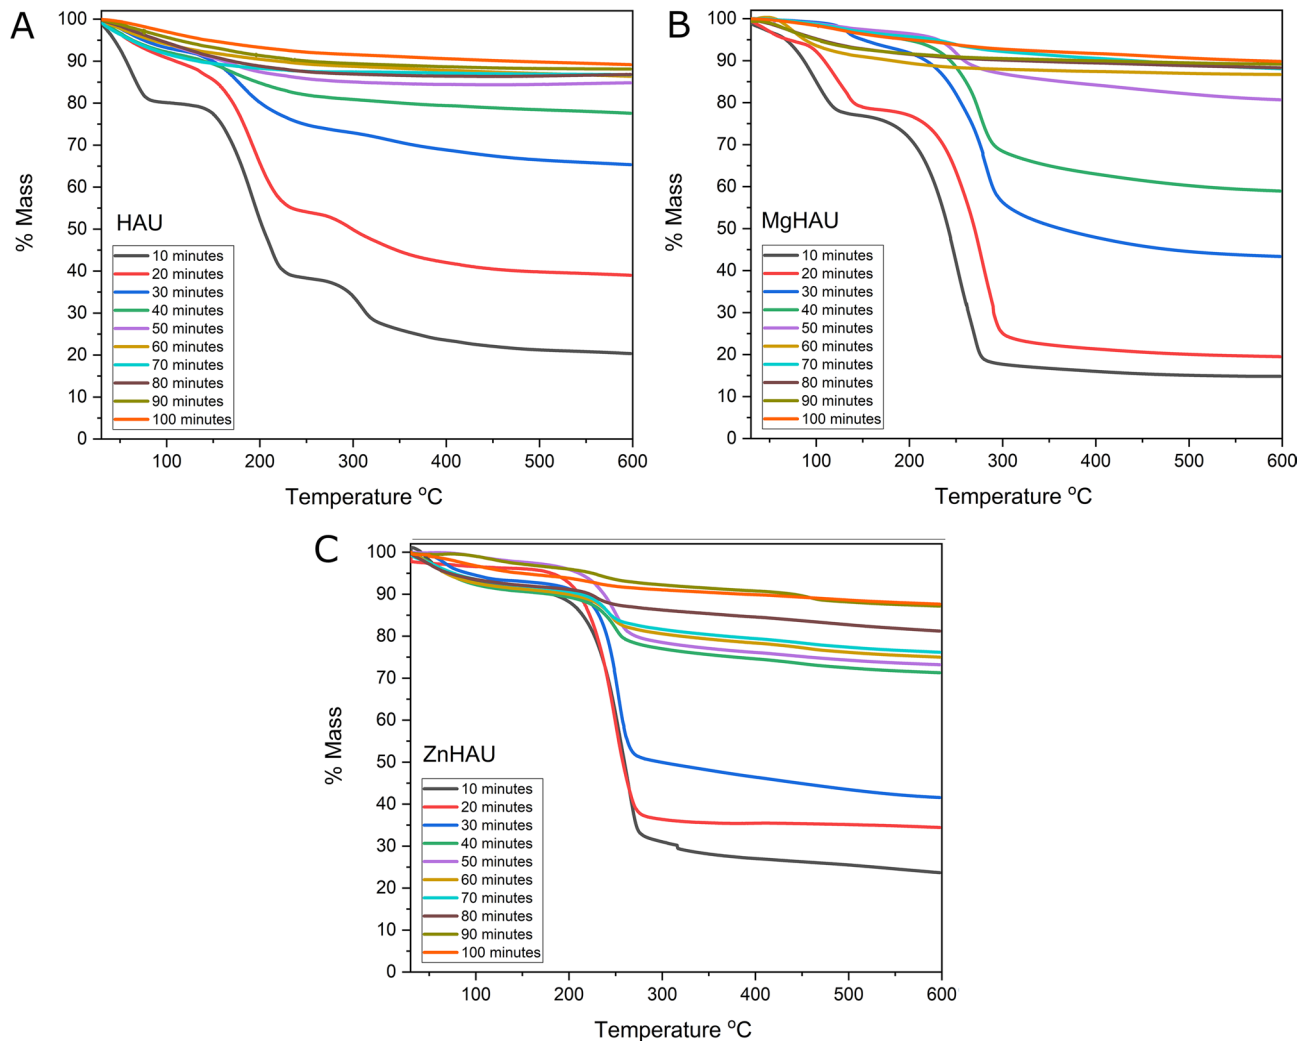 A
100
90
80
70
60
50
40
30
20
10
0
% Mass
HAU
10 minutes
20 minutes
30 minutes
40 minutes
50 minutes
60 minutes
70 minutes
80 minutes
90 minutes
100 minutes
100 200 300 400 500 600
Temperature °C
B
100
90
80
70
60
50
40
30
20
10
0
% Mass
MgHAU
10 minutes
20 minutes
30 minutes
40 minutes
50 minutes
60 minutes
70 minutes
80 minutes
90 minutes
100 minutes
100 200 300 400 500 600
Temperature °C
C
100
90
80
70
60
50
40
30
20
10
0
% Mass
ZnHAU
10 minutes
20 minutes
30 minutes
40 minutes
50 minutes
60 minutes
70 minutes
80 minutes
90 minutes
100 minutes
100 200 300 400 500 600
Temperature °C